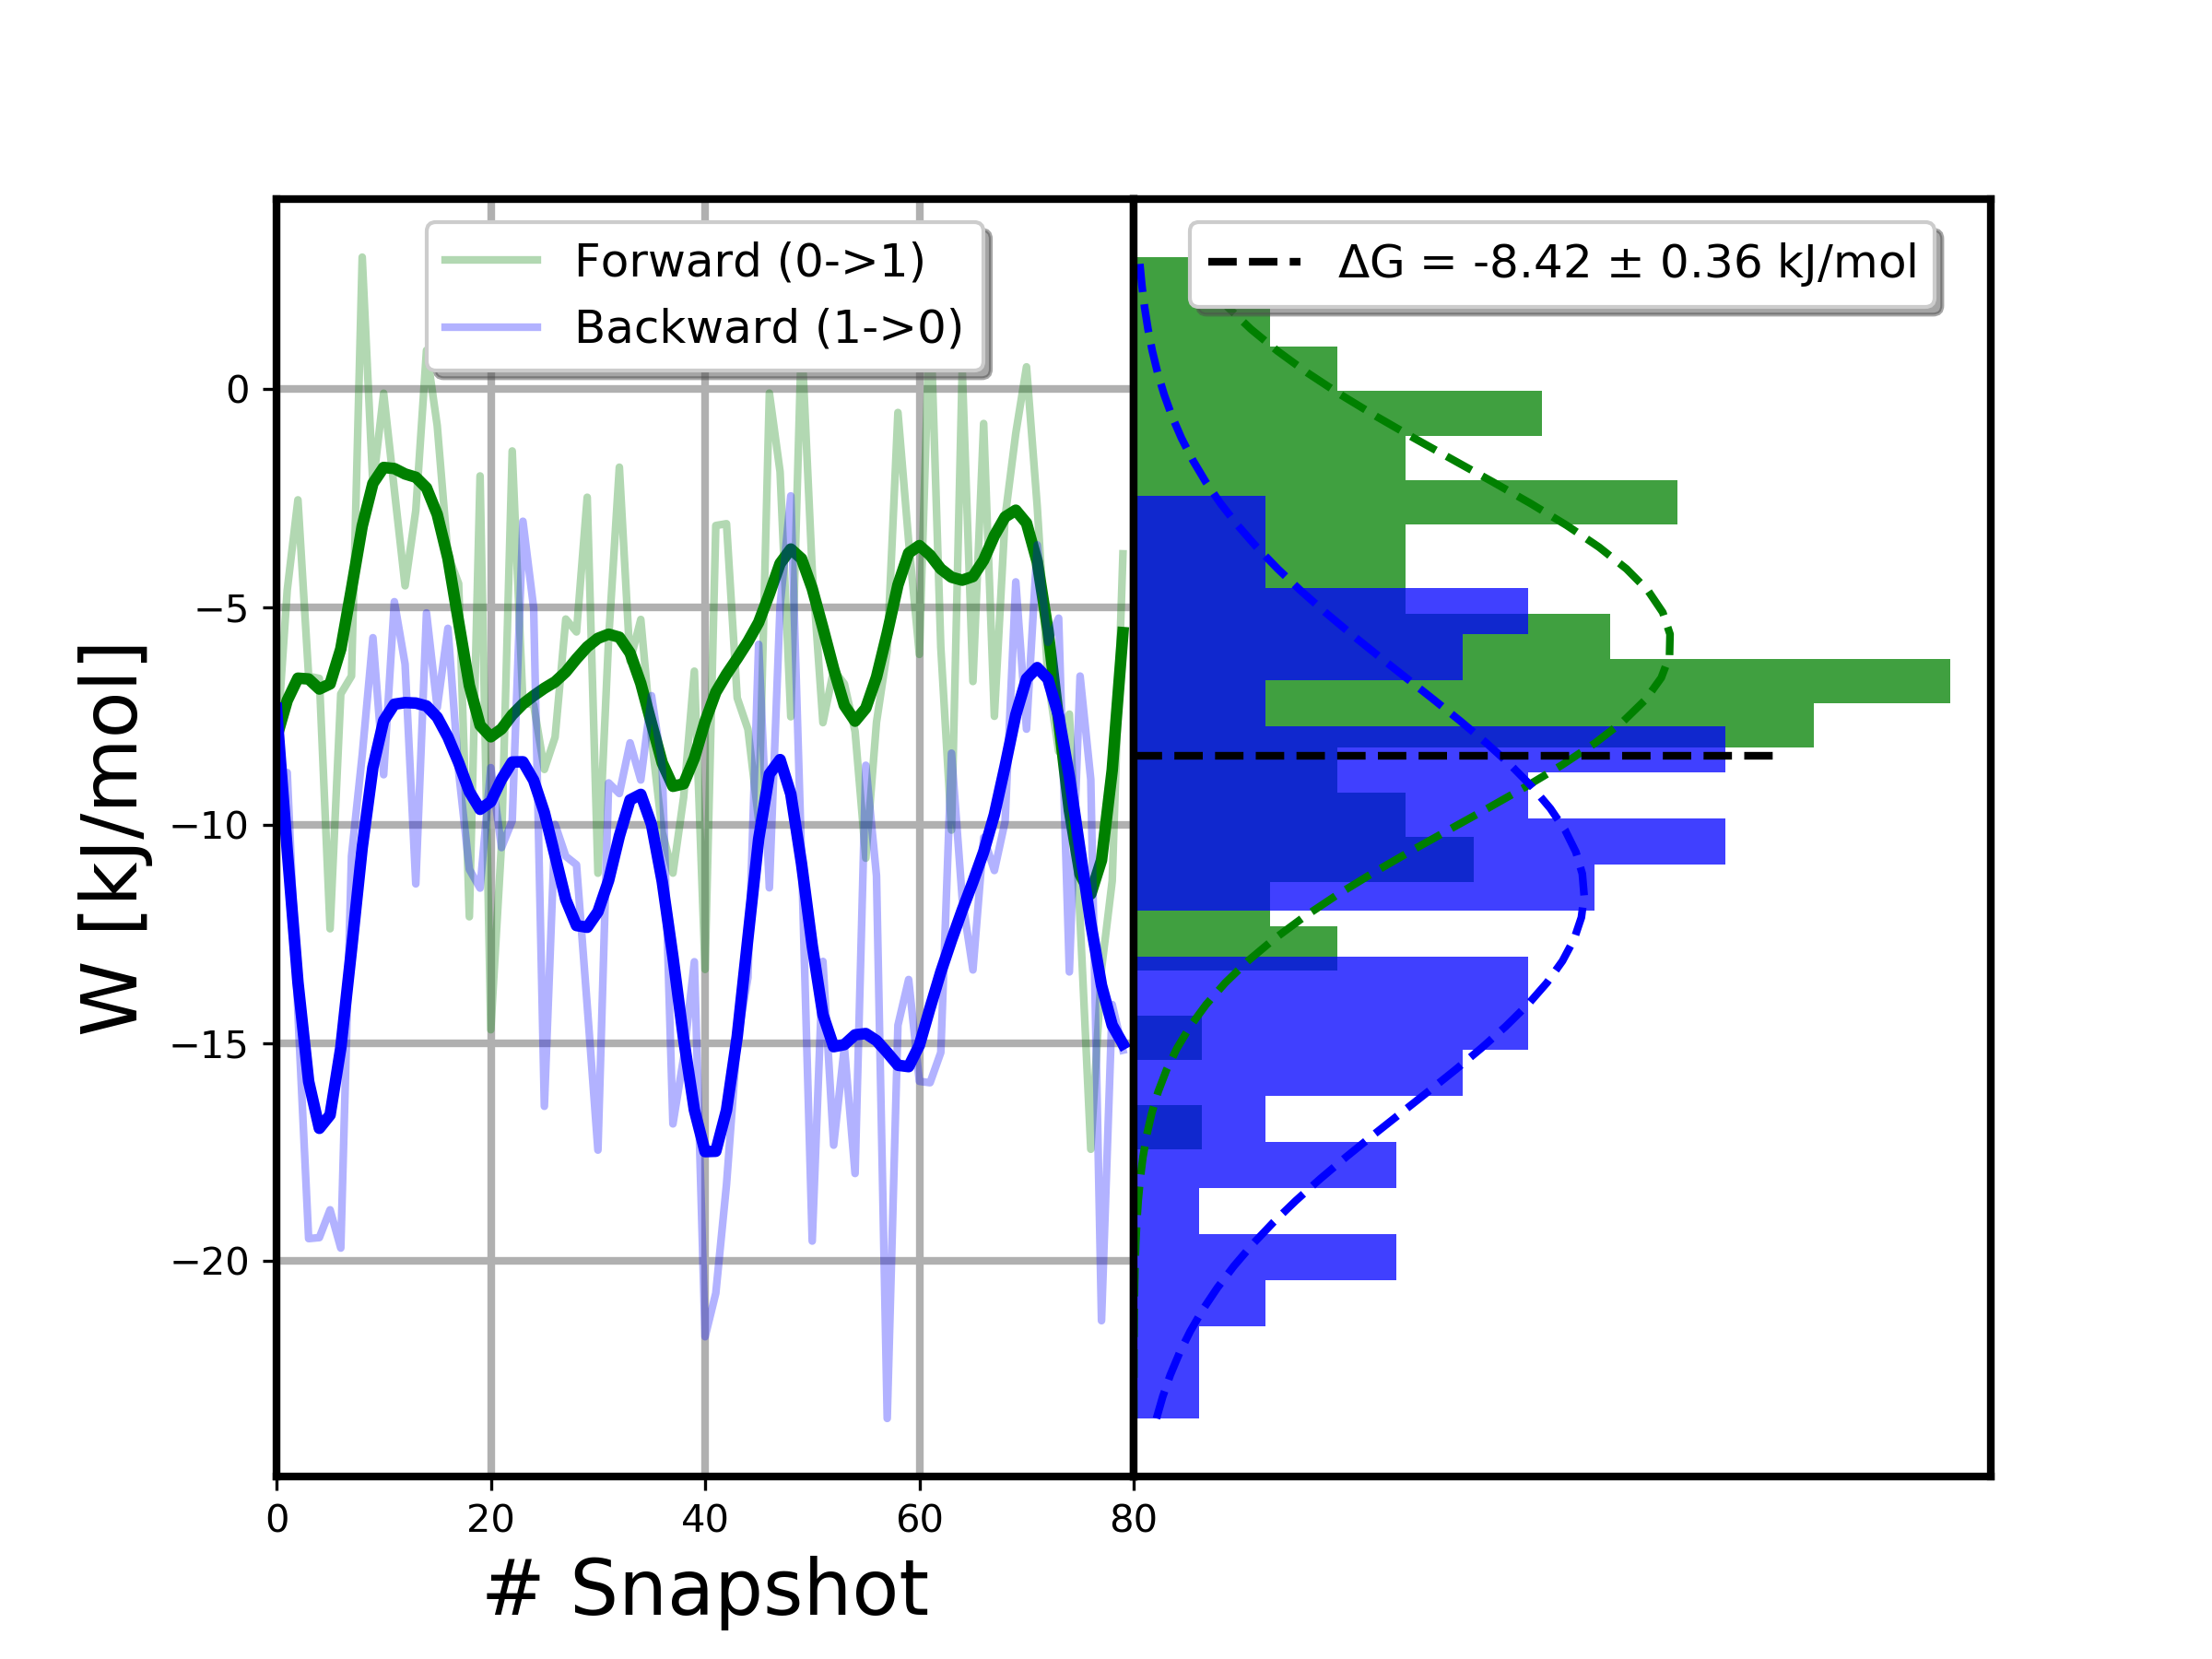 Forward (0->1)
Backward (1->0)
ΔG = -8.42 ± 0.36 kJ/mol
W [kJ/mol]
0
−5
−10
−15
−20
0 20 40 60 80
# Snapshot